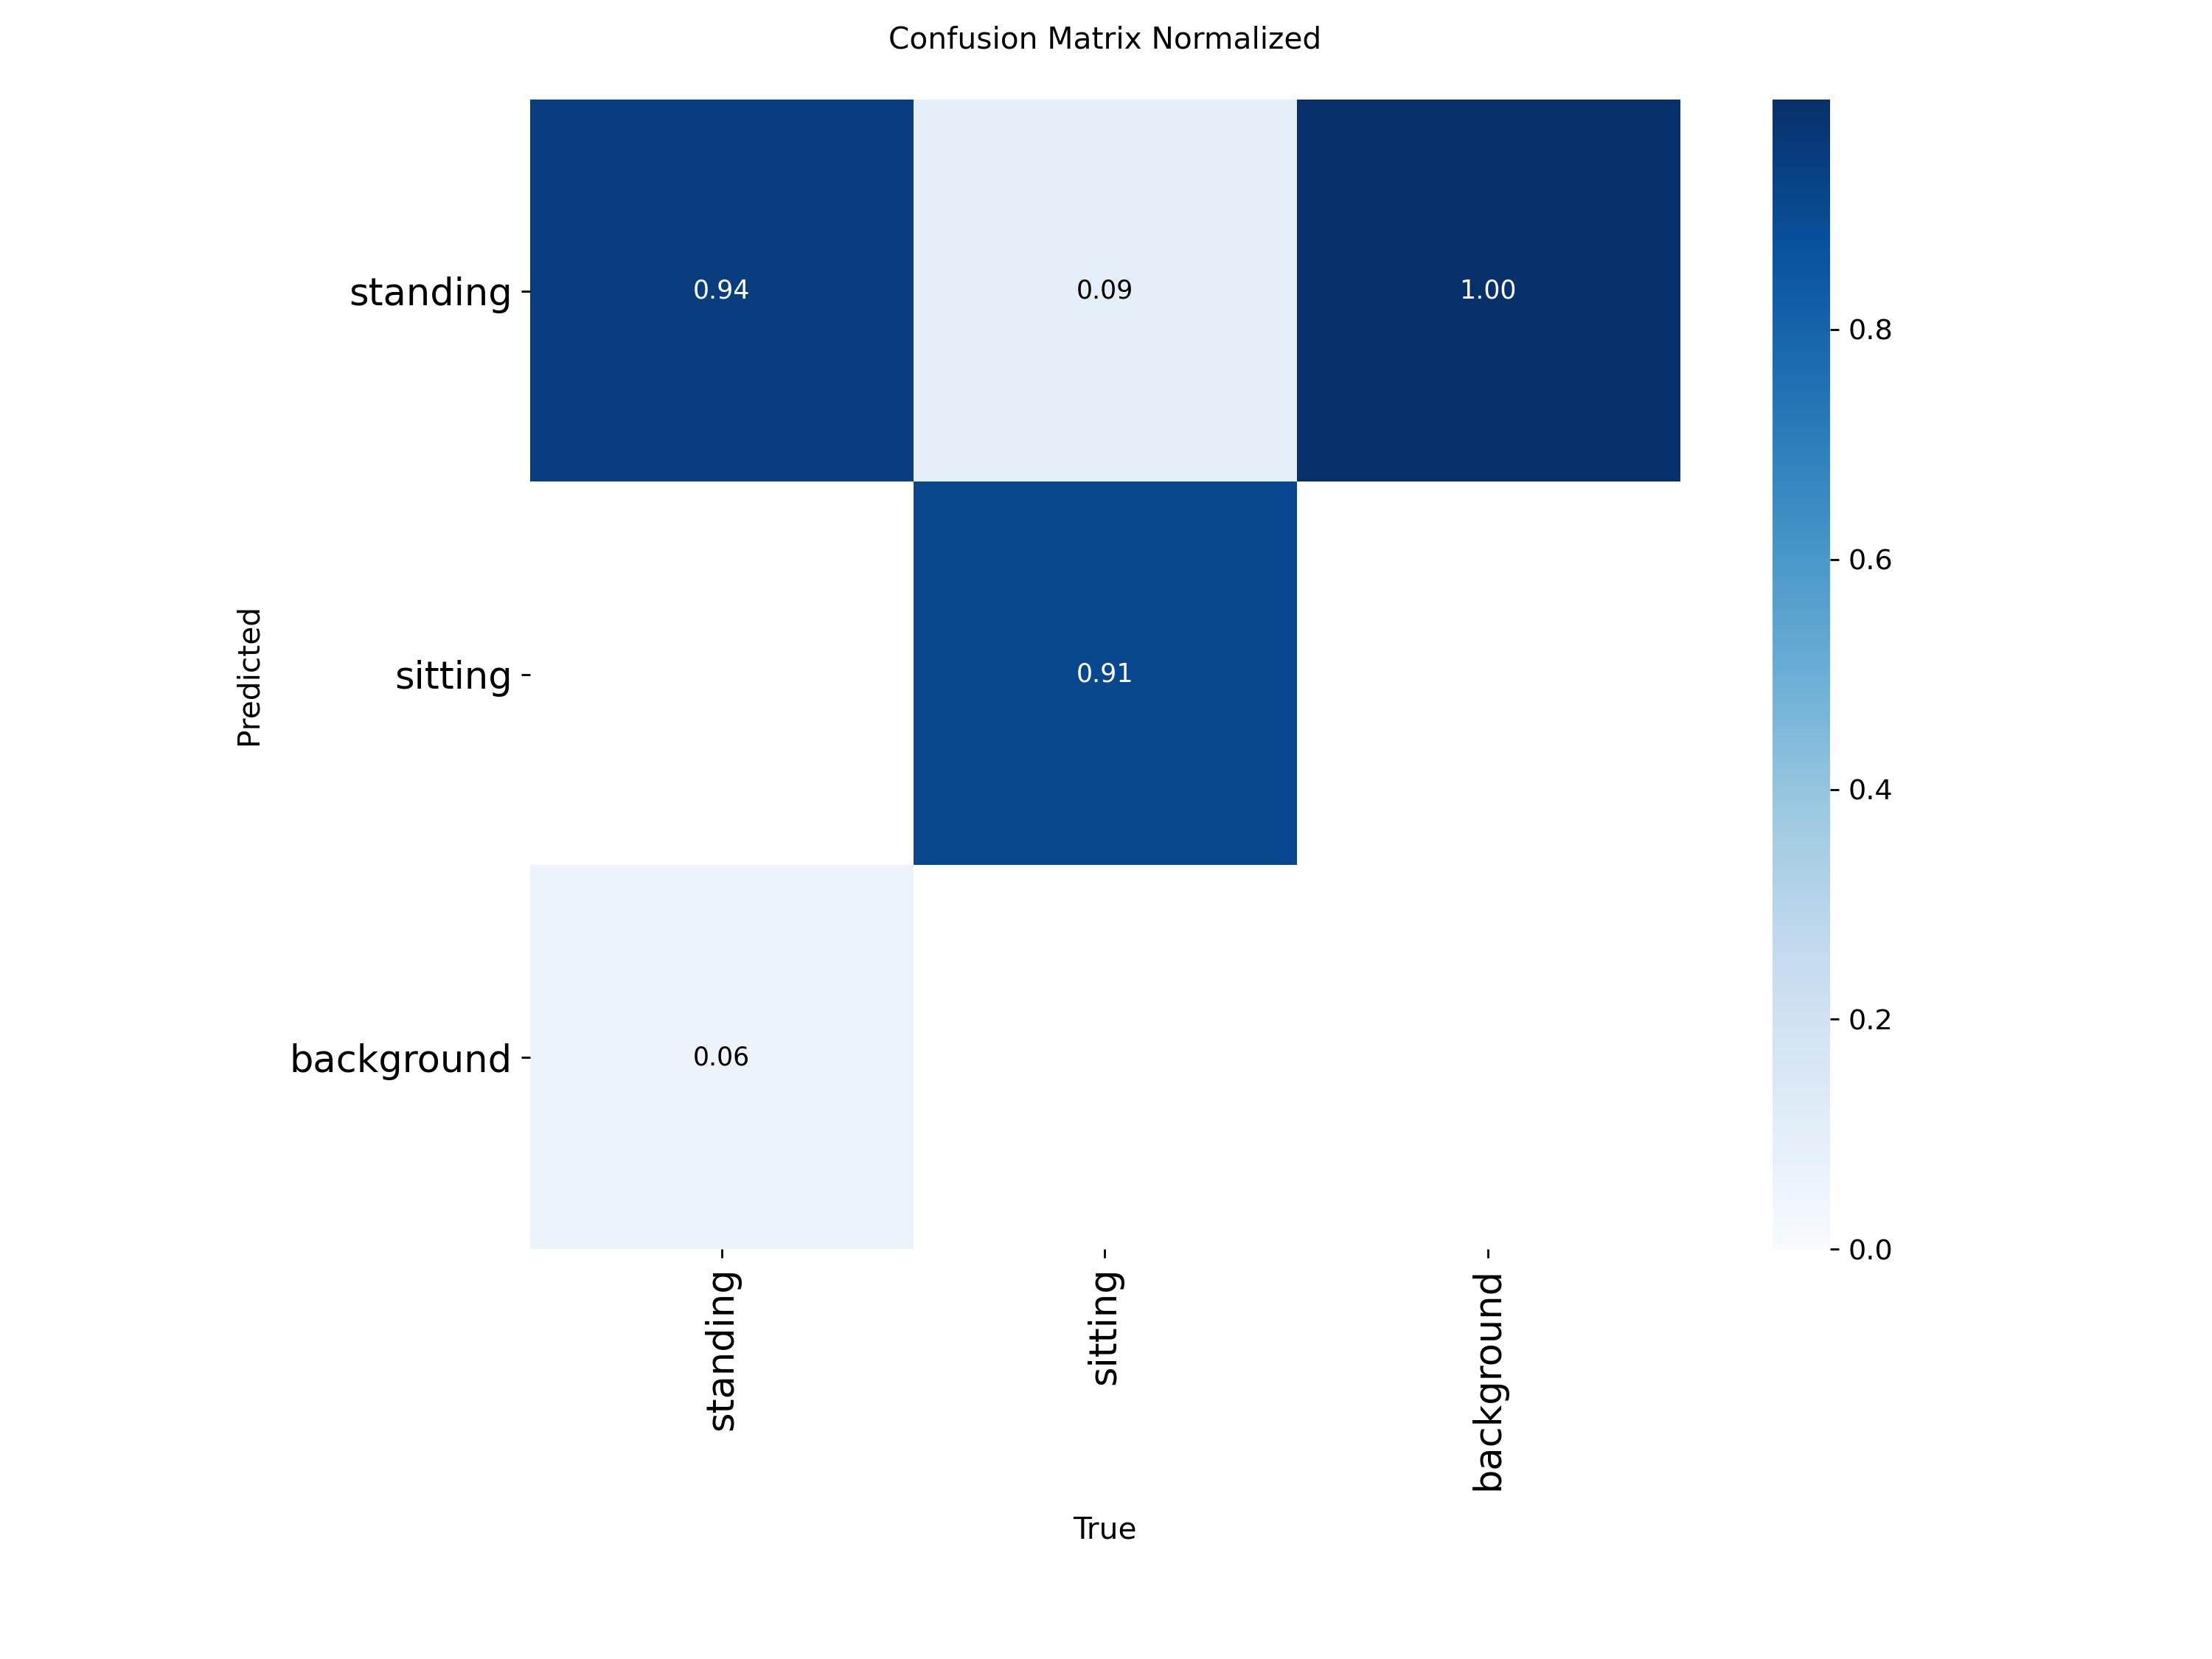 Confusion Matrix Normalized
Predicted
standing
0.94
0.09
1.00
sitting
0.91
background
0.06
standing
sitting
background
True
0.8
0.6
0.4
0.2
0.0